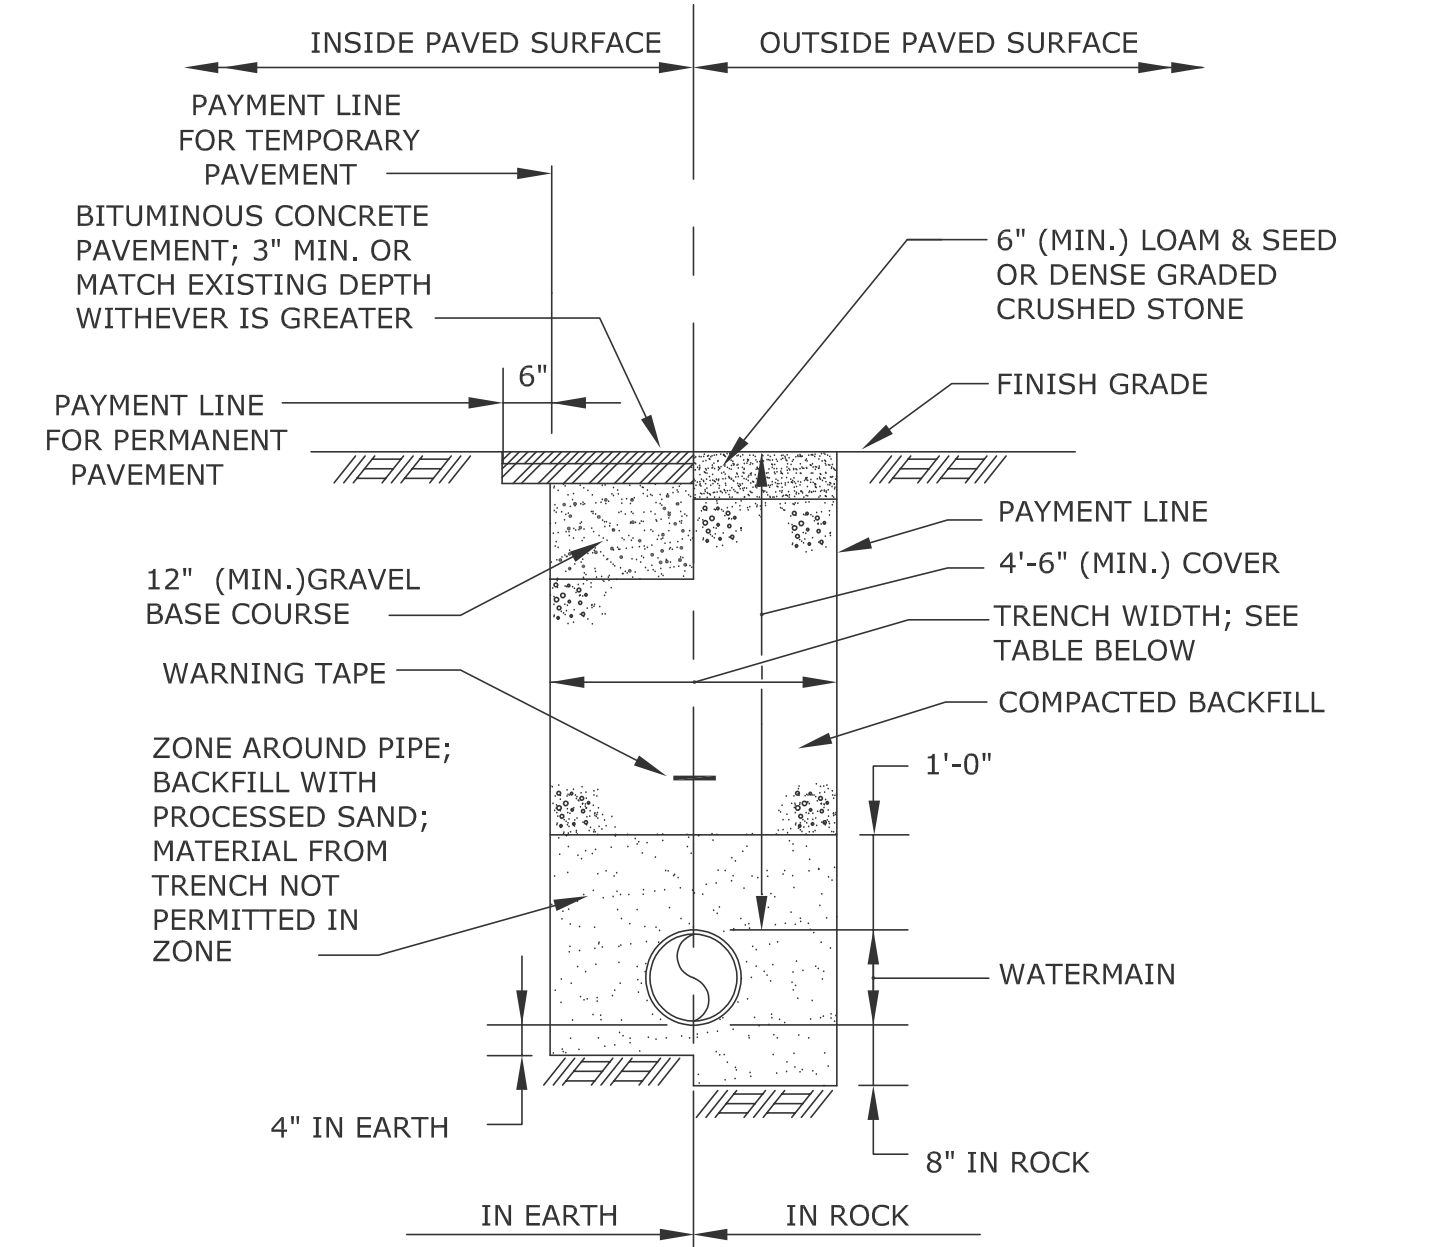 INSIDE PAVED SURFACE
OUTSIDE PAVED SURFACE
PAYMENT LINE
FOR TEMPORARY
PAVEMENT
BITUMINOUS CONCRETE
PAVEMENT; 3" MIN. OR
MATCH EXISTING DEPTH
WITHEVER IS GREATER
6" (MIN.) LOAM & SEED
OR DENSE GRADED
CRUSHED STONE
6"
FINISH GRADE
PAYMENT LINE
FOR PERMANENT
PAVEMENT
PAYMENT LINE
4'-6" (MIN.) COVER
12" (MIN.)GRAVEL
BASE COURSE
TRENCH WIDTH; SEE
TABLE BELOW
WARNING TAPE
COMPACTED BACKFILL
ZONE AROUND PIPE;
BACKFILL WITH
PROCESSED SAND;
MATERIAL FROM
TRENCH NOT
PERMITTED IN
ZONE
1'-0"
WATERMAIN
4" IN EARTH
8" IN ROCK
IN EARTH
IN ROCK